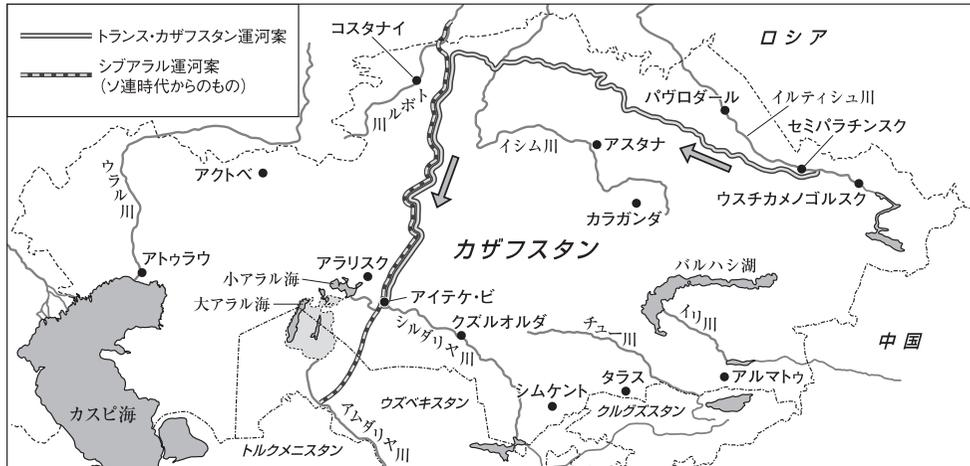 トランス・カザフスタン運河案
シブアラル運河案
(ソ連時代からのもの)
コスタナイ
ロシア
トボル川
パヴロダール
イルティシュ川
セミパラチンスク
イシム川
アスタナ
ウラル川
アクトベ
ウスチカメノゴルスク
カラガンダ
カザフスタン
アトゥラウ
アラリスク
小アラル海
バルハシ湖
大アラル海
アイテケ・ビ
シルダリヤ川
クズルオルダ
チュー川
イリ川
中国
カスピ海
シムケント
タラス
アルマトゥ
ウズベキスタン
クルグズスタン
トルクメニスタン
アムダリヤ川